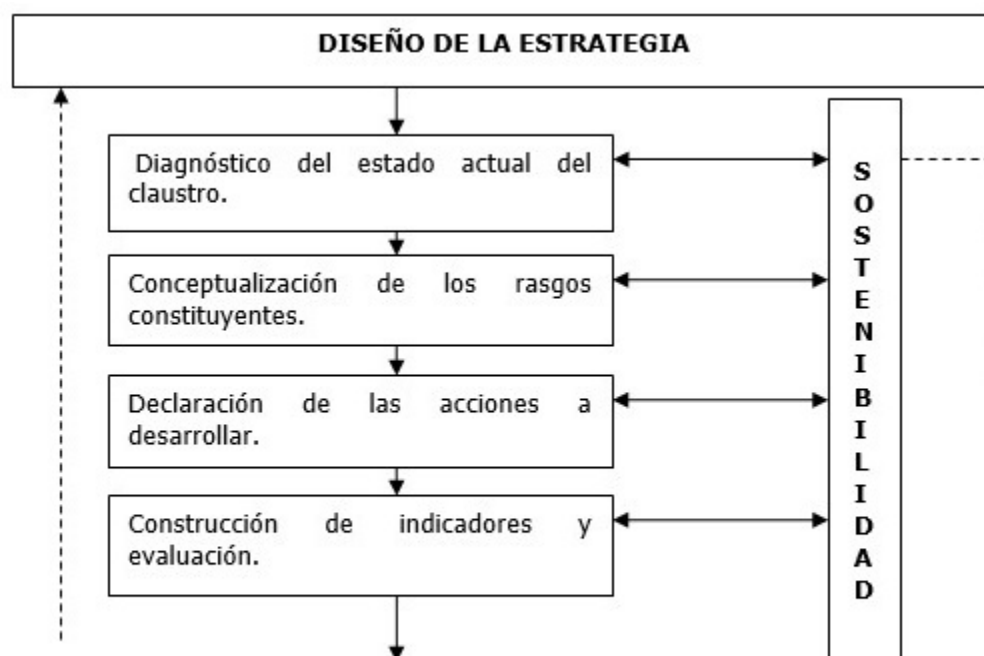 DISEÑO DE LA ESTRATEGIA
Diagnóstico del estado actual del
claustro.
Conceptualización de los rasgos
constituyentes.
Declaración de las acciones a
desarrollar.
Construcción de indicadores y
evaluación.
SOSTENIBILIDAD